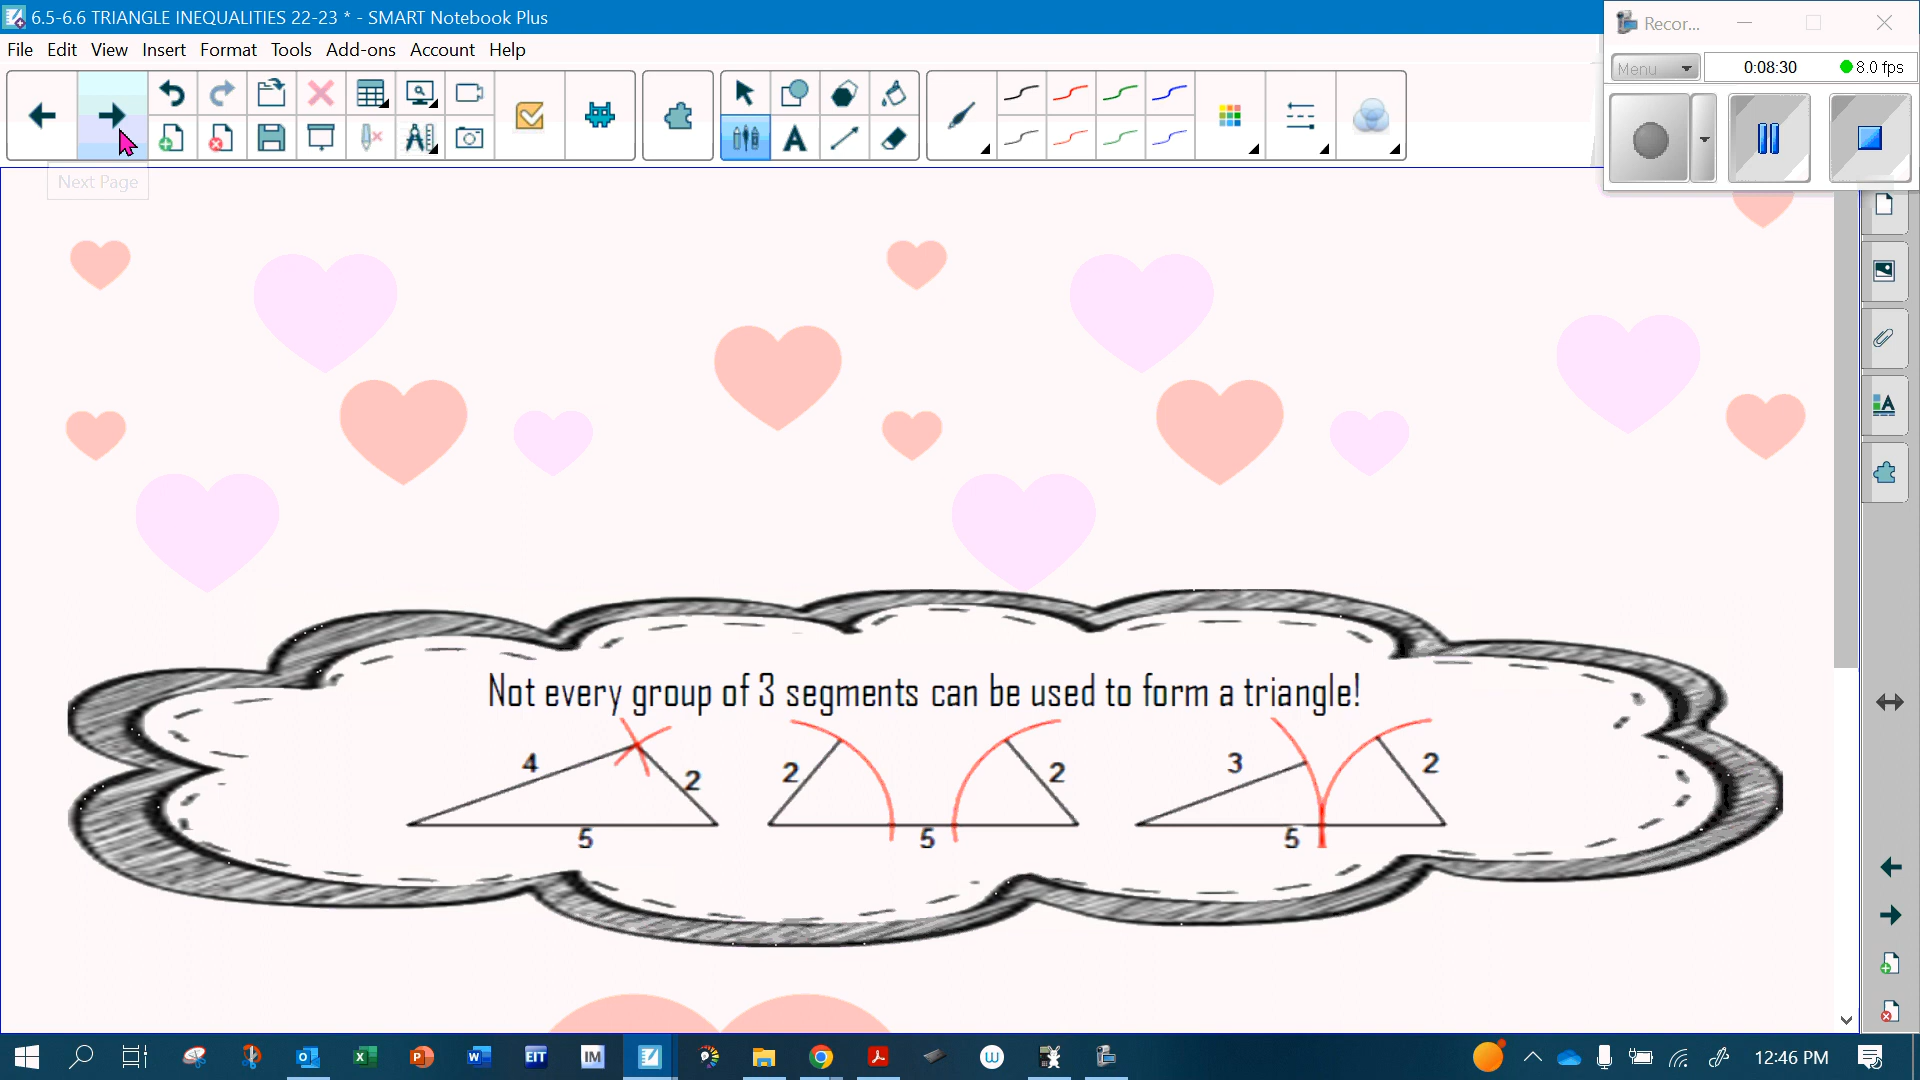 6.5-6.6 TRIANGLE INEQUALITIES 22-23 * - SMART Notebook Plus
Recor...
File Edit View Insert Format Tools Add-ons Account Help
Menu
0:08:30
8.0 fps
Next Page
Not every group of 3 segments can be used to form a triangle!
4 2 5
2 2 5
3 2 5
EIT IM
12:46 PM